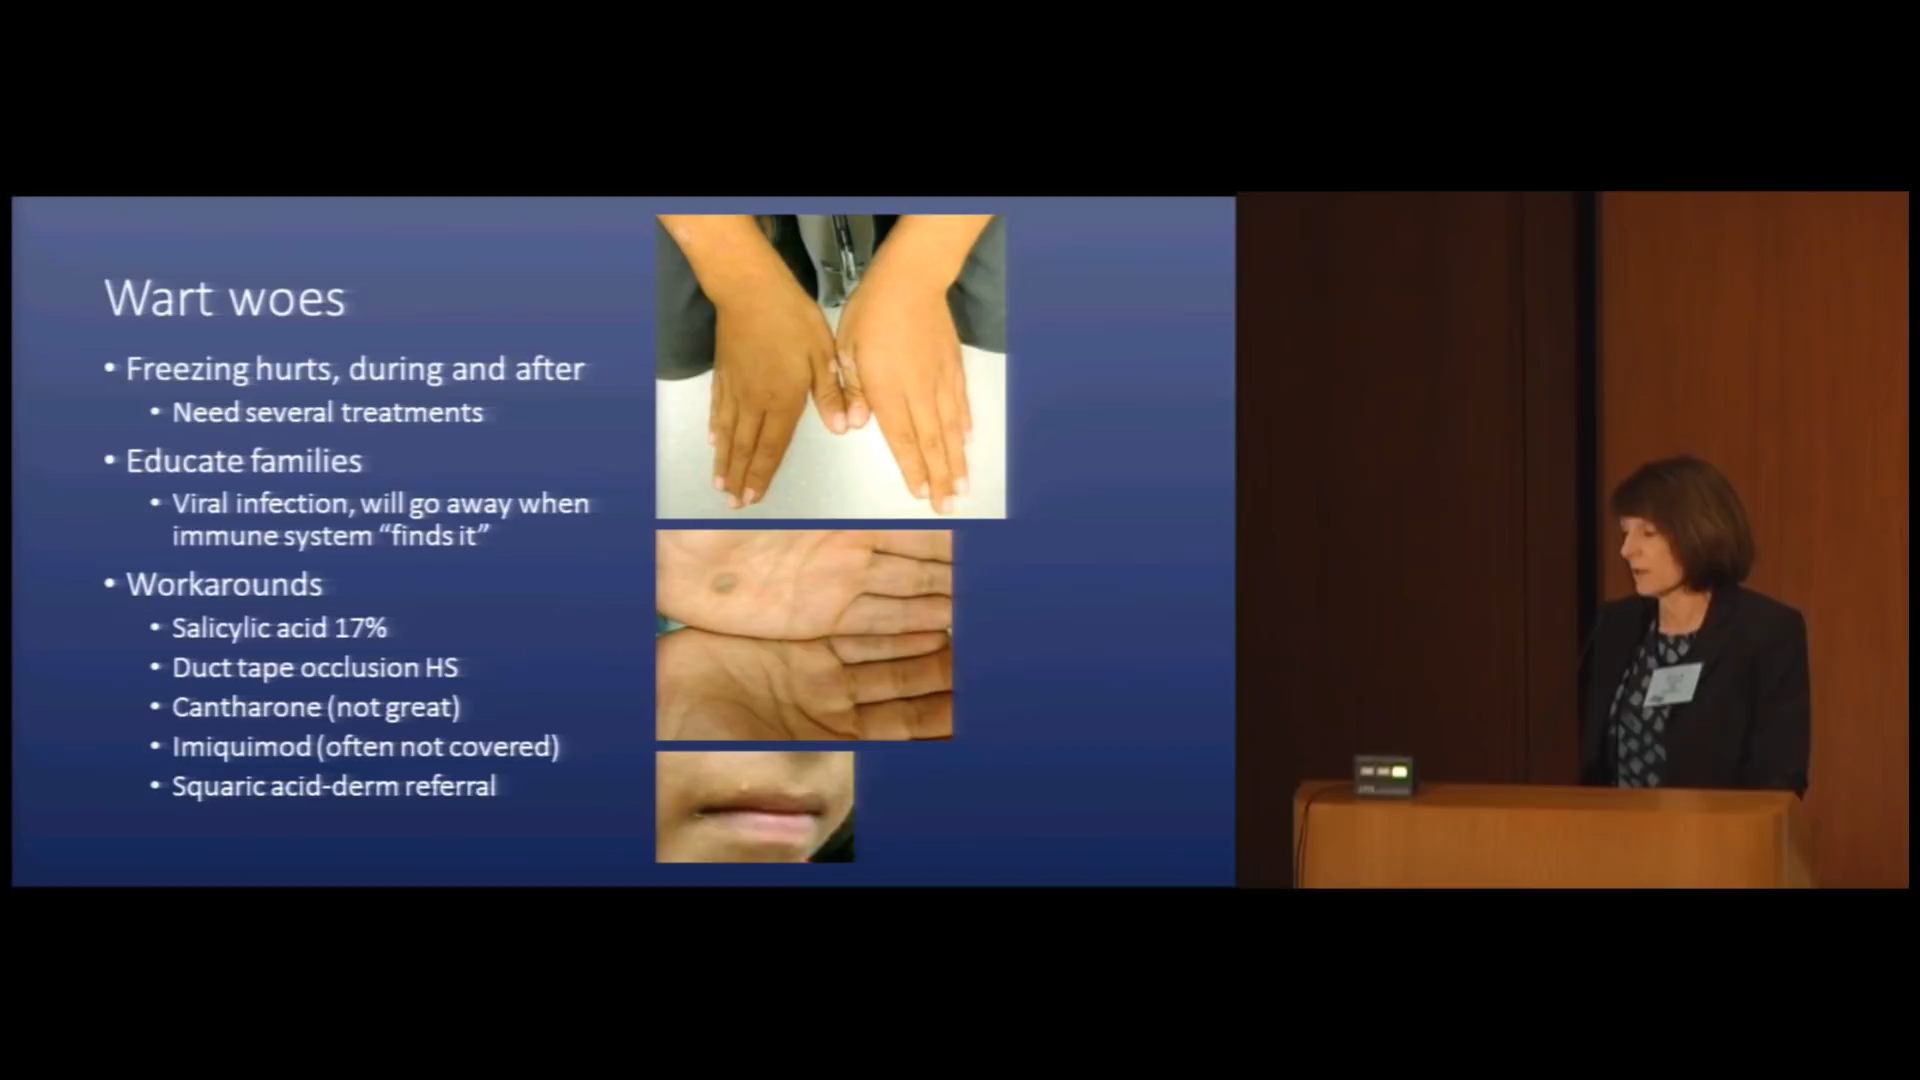 Wart woes
• Freezing hurts, during and after
• Need several treatments
• Educate families
• Viral infection, will go away when
immune system “finds it”
• Workarounds
• Salicylic acid 17%
• Duct tape occlusion HS
• Cantharone (not great)
• Imiquimod (often not covered)
• Squaric acid-derm referral